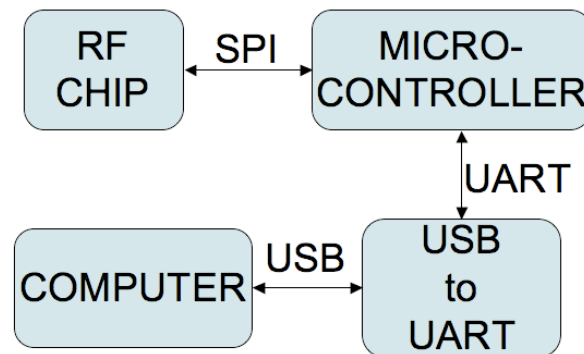 RF
CHIP
SPI
MICRO-
CONTROLLER
UART
COMPUTER
USB
USB
to
UART